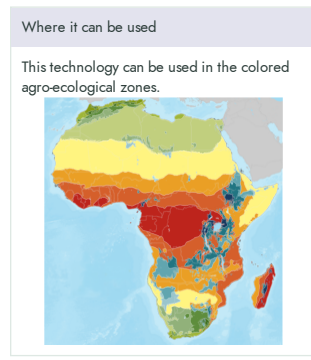 Where it can be used
This technology can be used in the colored
agro-ecological zones.